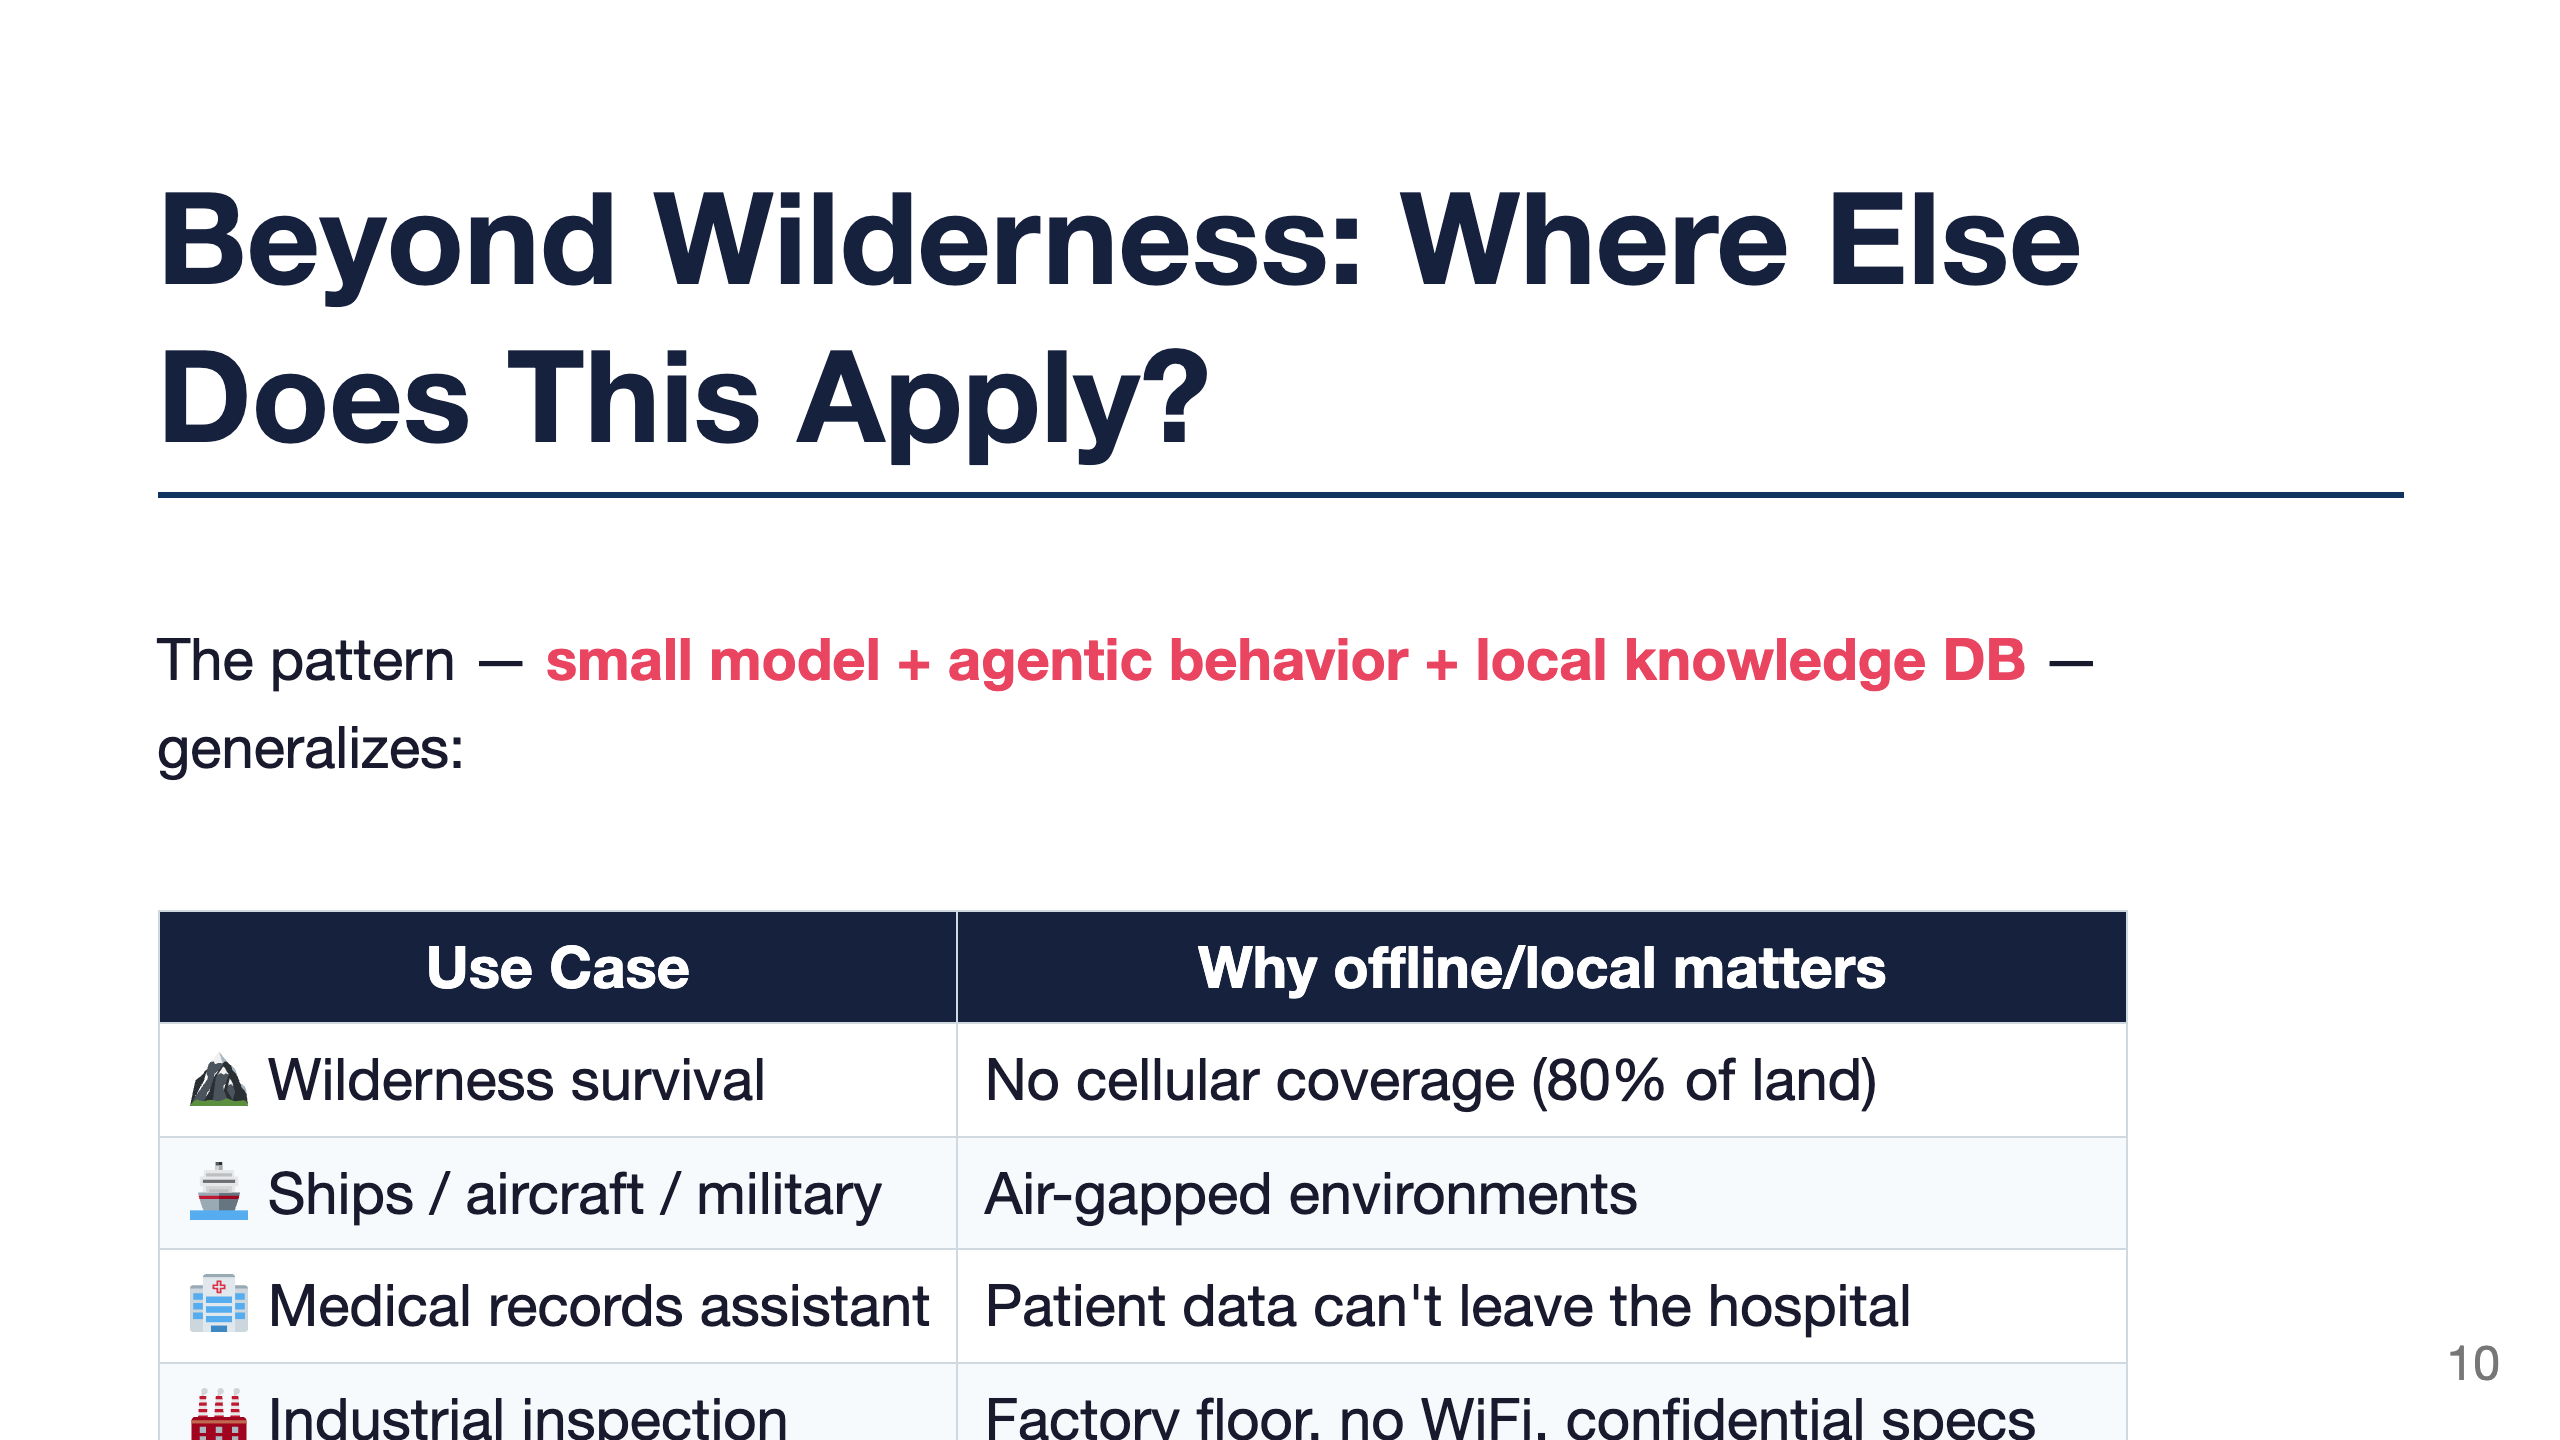 Beyond Wilderness: Where Else
Does This Apply?
The pattern — small model + agentic behavior + local knowledge DB —
generalizes:
Use Case Why offline/local matters
Wilderness survival No cellular coverage (80% of land)
Ships / aircraft / military Air-gapped environments
Medical records assistant Patient data can't leave the hospital
Industrial inspection Factory floor, no WiFi, confidential specs
10